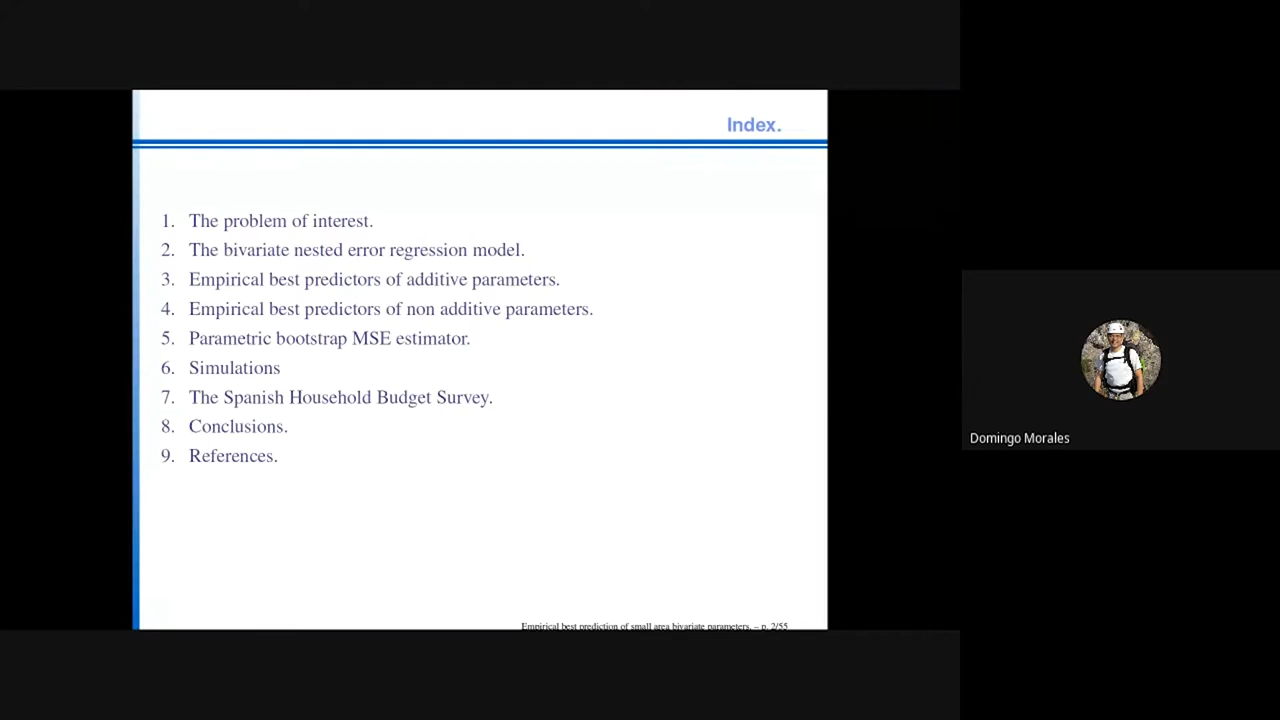 Index.
1. The problem of interest.
2. The bivariate nested error regression model.
3. Empirical best predictors of additive parameters.
4. Empirical best predictors of non additive parameters.
5. Parametric bootstrap MSE estimator.
6. Simulations
7. The Spanish Household Budget Survey.
8. Conclusions.
9. References.
Empirical best prediction of small area bivariate parameters. – p. 2/55
Domingo Morales